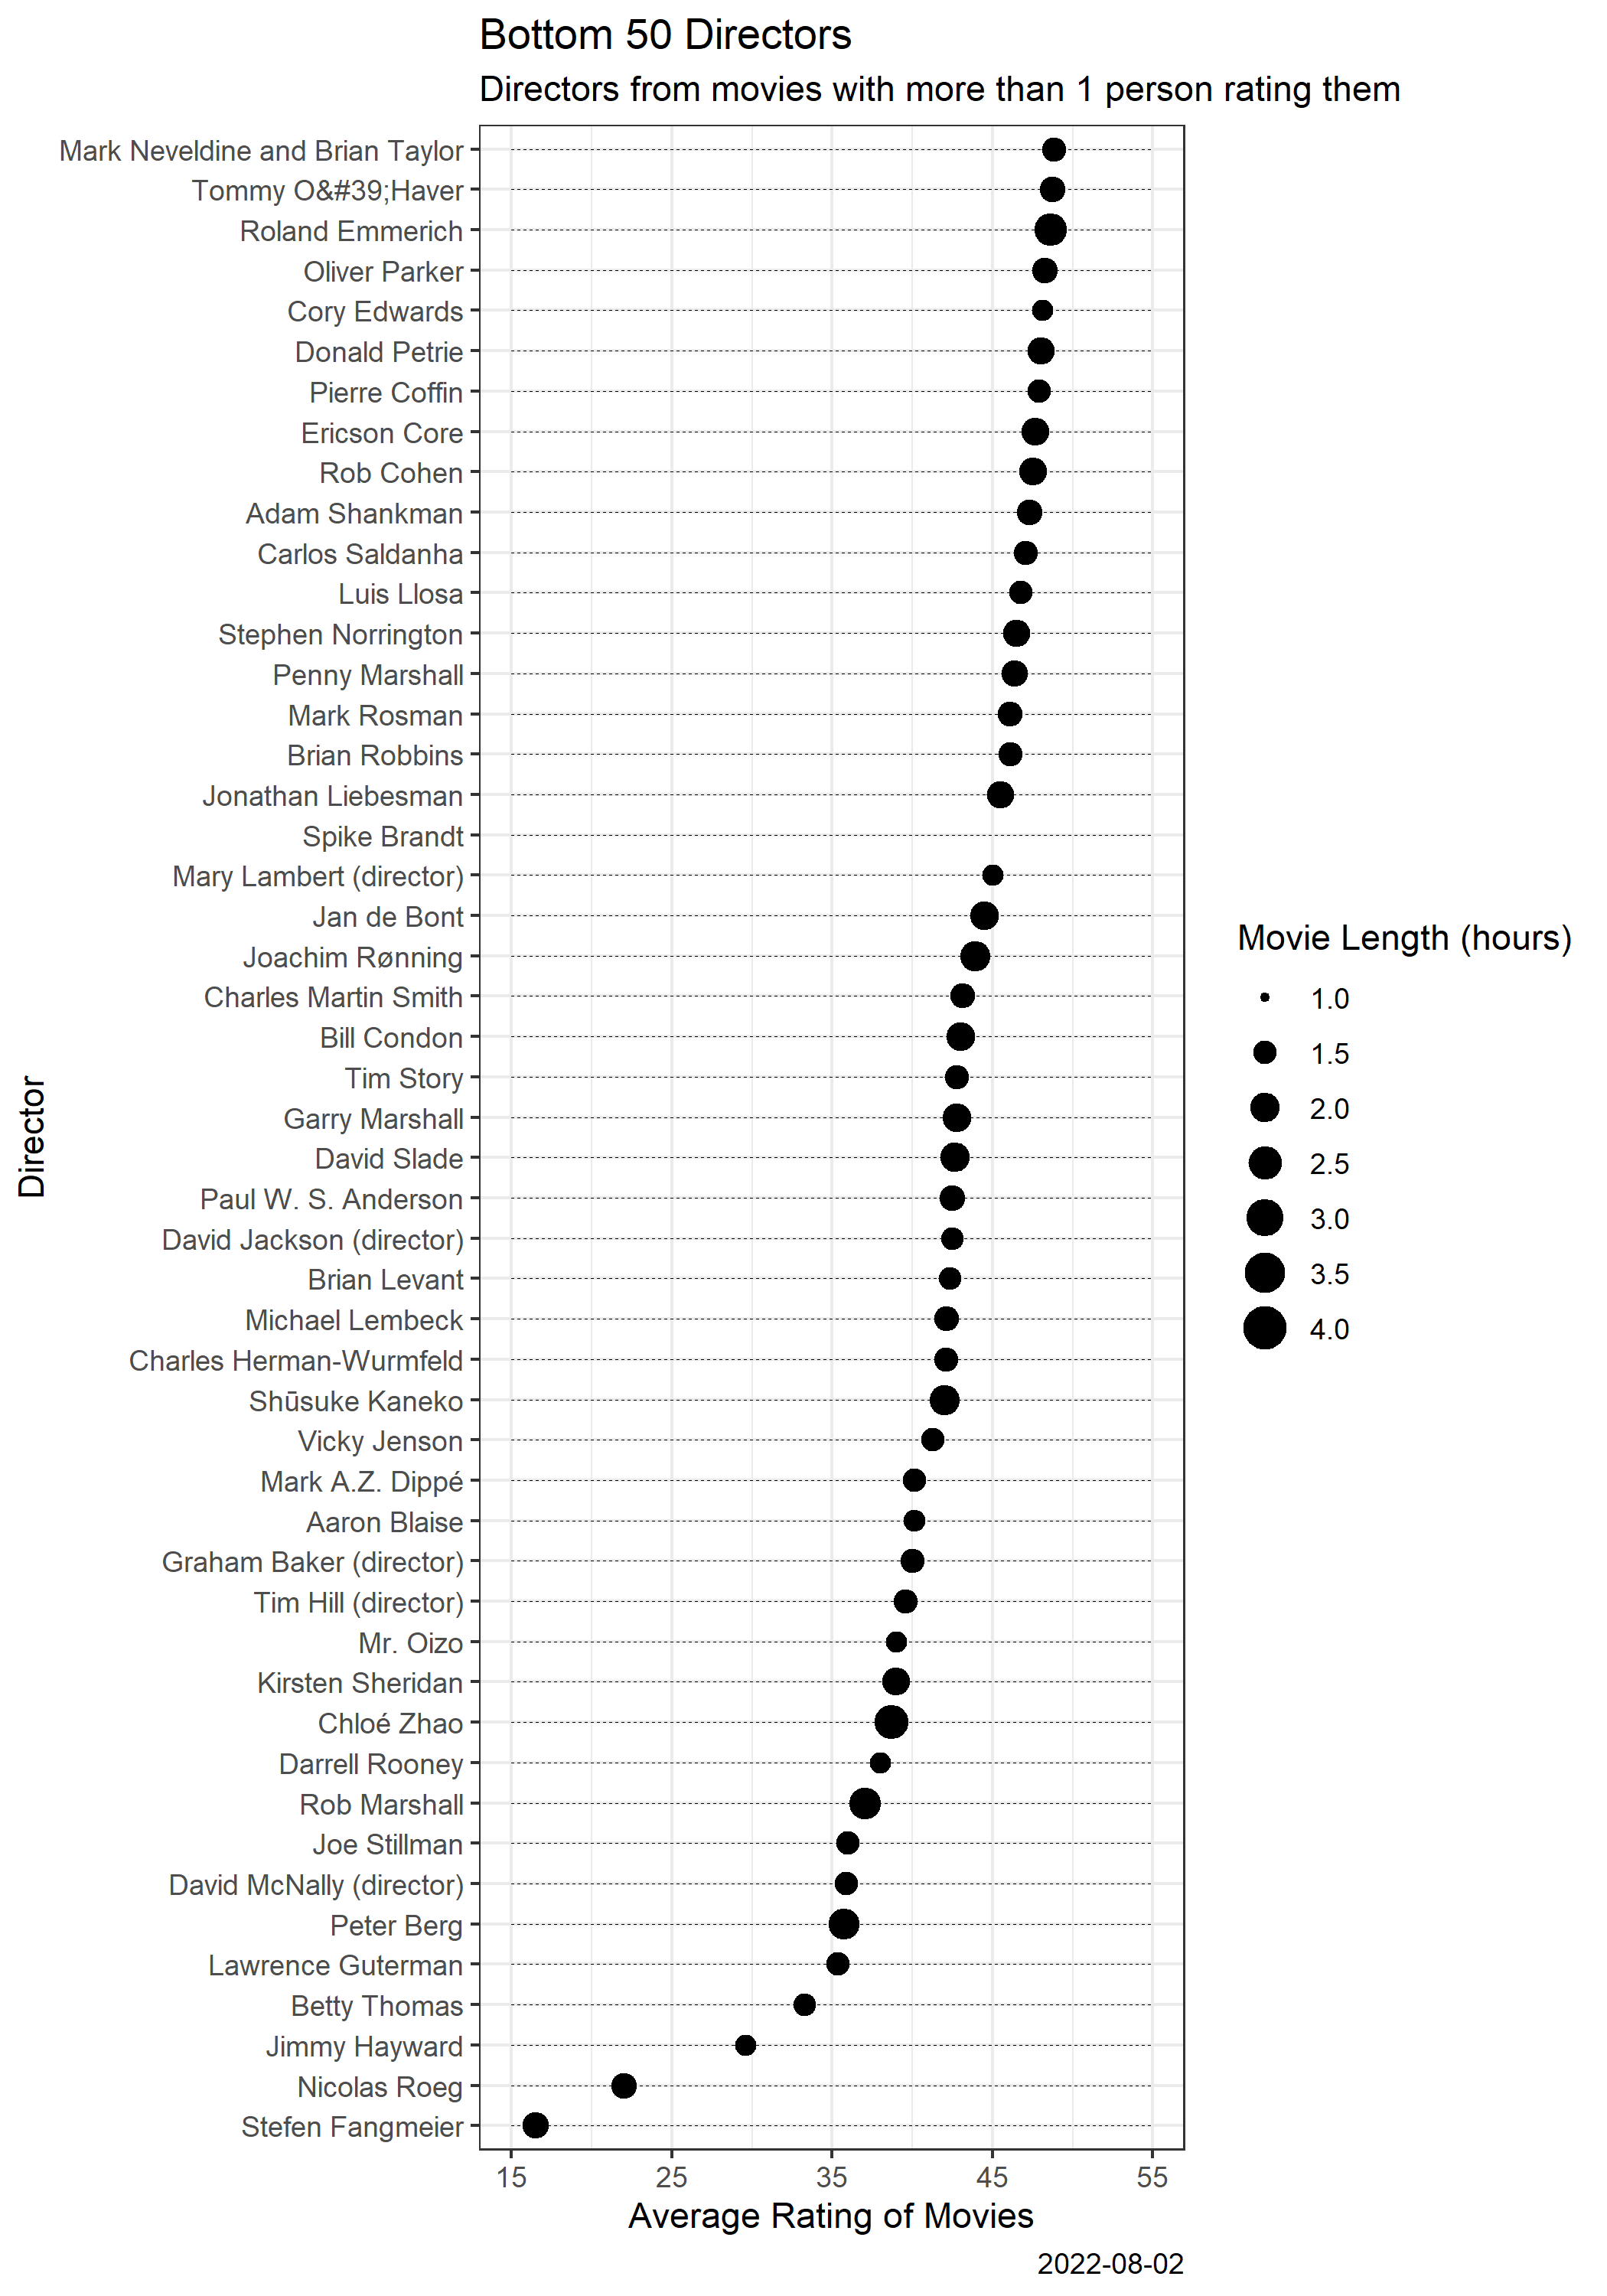 Bottom 50 Directors
Directors from movies with more than 1 person rating them
Mark Neveldine and Brian Taylor
Tommy O&#39;Haver
Roland Emmerich
Oliver Parker
Cory Edwards
Donald Petrie
Pierre Coffin
Ericson Core
Rob Cohen
Adam Shankman
Carlos Saldanha
Luis Llosa
Stephen Norrington
Penny Marshall
Mark Rosman
Brian Robbins
Jonathan Liebesman
Spike Brandt
Mary Lambert (director)
Jan de Bont
Joachim Rønning
Charles Martin Smith
Bill Condon
Tim Story
Garry Marshall
David Slade
Paul W. S. Anderson
David Jackson (director)
Brian Levant
Michael Lembeck
Charles Herman-Wurmfeld
Shūsuke Kaneko
Vicky Jenson
Mark A.Z. Dippé
Aaron Blaise
Graham Baker (director)
Tim Hill (director)
Mr. Oizo
Kirsten Sheridan
Chloé Zhao
Darrell Rooney
Rob Marshall
Joe Stillman
David McNally (director)
Peter Berg
Lawrence Guterman
Betty Thomas
Jimmy Hayward
Nicolas Roeg
Stefen Fangmeier
Director
15 25 35 45 55
Average Rating of Movies
2022-08-02
Movie Length (hours)
1.0
1.5
2.0
2.5
3.0
3.5
4.0